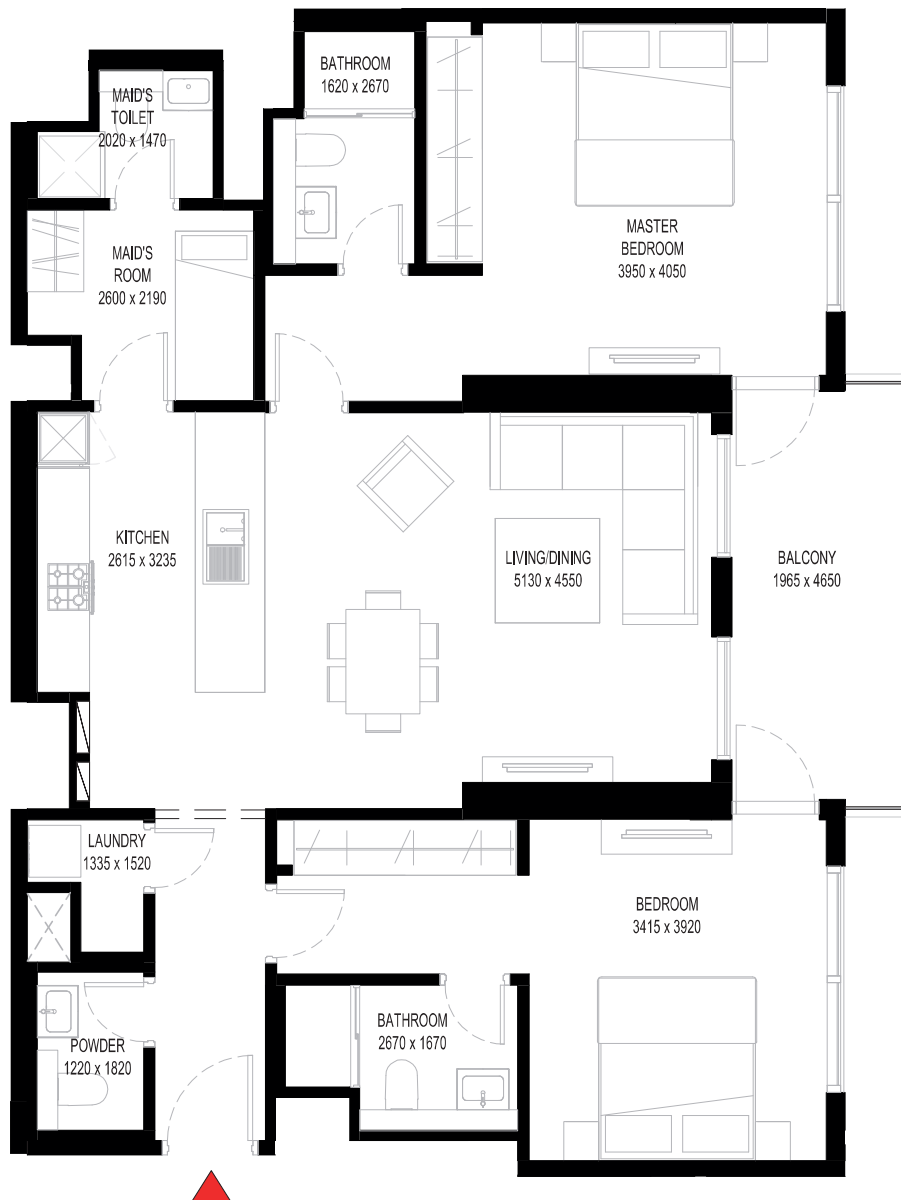 BATHROOM
1620 x 2670
MAID'S
TOILET
2020 x 1470
MASTER
BEDROOM
3950 x 4050
MAID'S
ROOM
2600 x 2190
KITCHEN
2615 x 3235
LIVING/DINING
5130 x 4550
BALCONY
1965 x 4650
LAUNDRY
1335 x 1520
BEDROOM
3415 x 3920
BATHROOM
2670 x 1670
POWDER
1220 x 1820